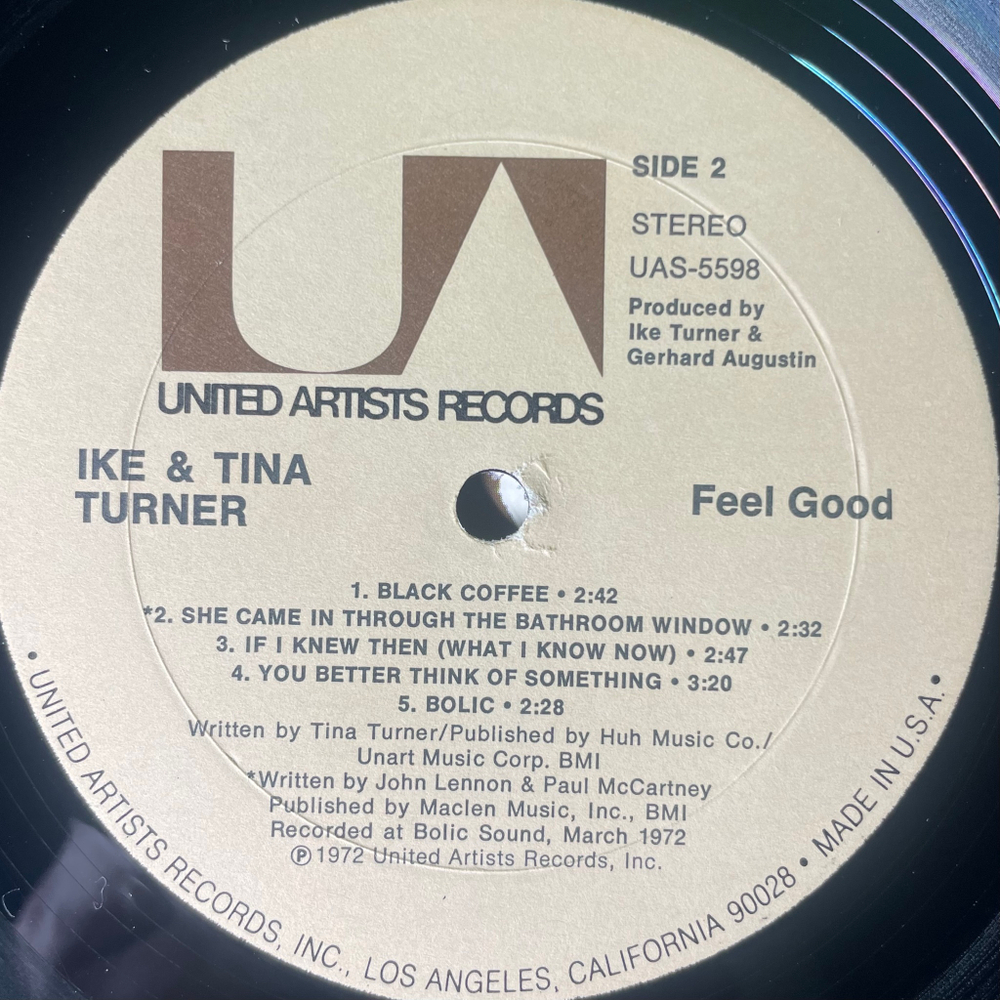 UA
SIDE 2
STEREO
UAS-5598
Produced by
Ike Turner &
Gerhard Augustin
UNITED ARTISTS RECORDS
IKE & TINA
TURNER
Feel Good
1. BLACK COFFEE • 2:42
*2. SHE CAME IN THROUGH THE BATHROOM WINDOW • 2:32
3. IF I KNEW THEN (WHAT I KNOW NOW) • 2:47
4. YOU BETTER THINK OF SOMETHING • 3:20
5. BOLIC • 2:28
Written by Tina Turner/Published by Huh Music Co./
Unart Music Corp. BMI
*Written by John Lennon & Paul McCartney
Published by Maclen Music, Inc., BMI
Recorded at Bolic Sound, March 1972
℗ 1972 United Artists Records, Inc.
• UNITED ARTISTS RECORDS, INC., LOS ANGELES, CALIFORNIA 90028 • MADE IN U.S.A. •